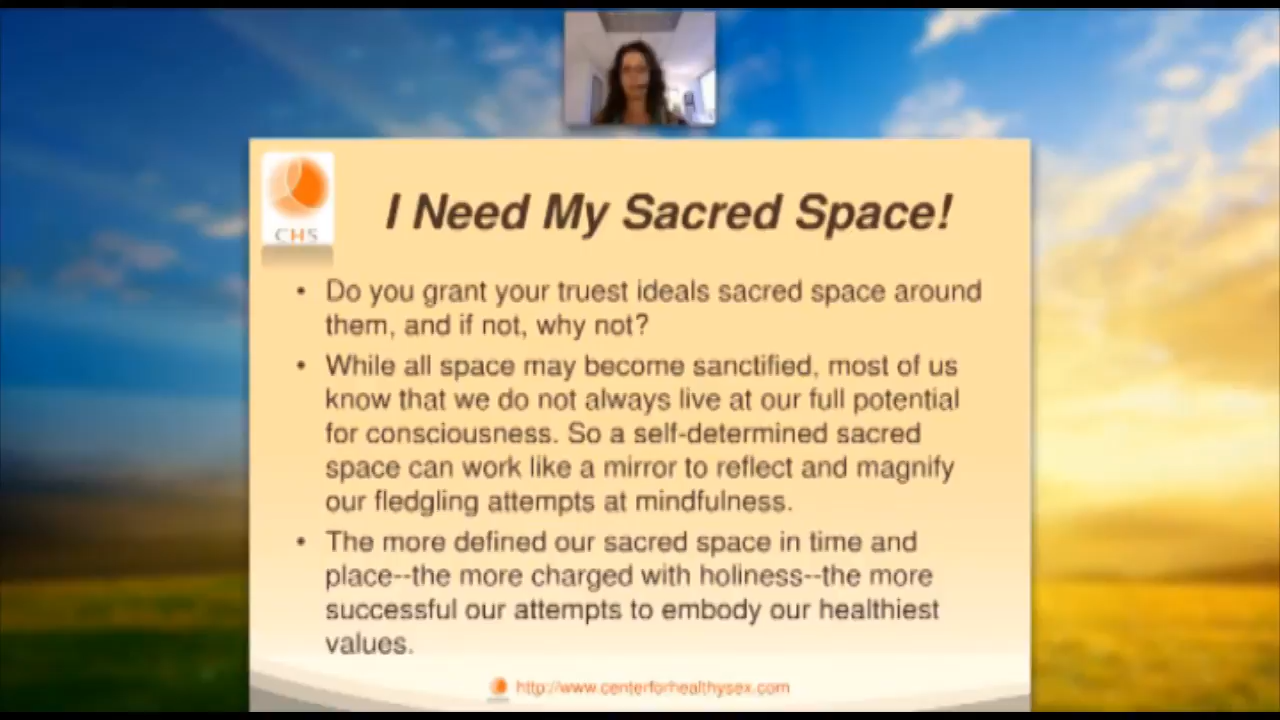 CHS
I Need My Sacred Space!
• Do you grant your truest ideals sacred space around
them, and if not, why not?
• While all space may become sanctified, most of us
know that we do not always live at our full potential
for consciousness. So a self-determined sacred
space can work like a mirror to reflect and magnify
our fledgling attempts at mindfulness.
• The more defined our sacred space in time and
place--the more charged with holiness--the more
successful our attempts to embody our healthiest
values.
http://www.centerforhealthysex.com